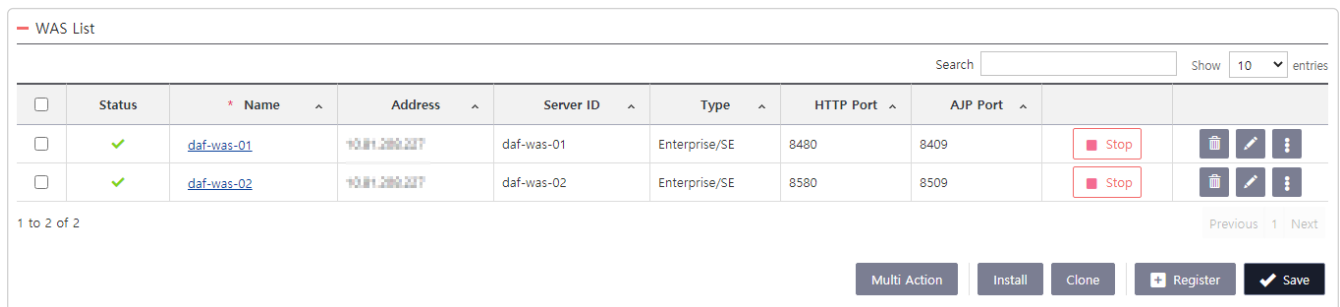 WAS List
Search Show 10 entries
Status * Name Address Server ID Type HTTP Port AJP Port
daf-was-01 daf-was-01 Enterprise/SE 8480 8409 Stop
daf-was-02 daf-was-02 Enterprise/SE 8580 8509 Stop
1 to 2 of 2 Previous 1 Next
Multi Action Install Clone Register Save